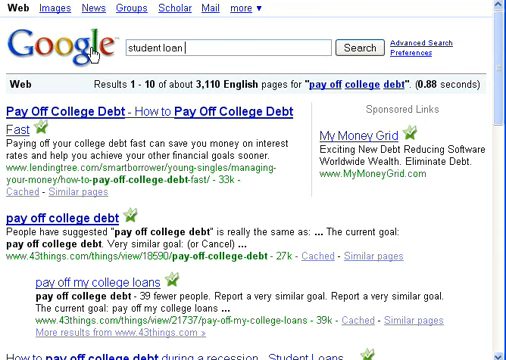 Web Images News Groups Scholar Mail more ▼
Google
student loan
Search
Advanced Search
Preferences
Web
Results 1 - 10 of about 3,110 English pages for "pay off college debt". (0.88 seconds)
Pay Off College Debt - How to Pay Off College Debt
Fast
Paying off your college debt fast can save you money on interest
rates and help you achieve your other financial goals sooner.
www.lendingtree.com/smartborrower/young-singles/managing-
your-money/how-to-pay-off-college-debt-fast/ - 33k -
Cached - Similar pages
Sponsored Links
My Money Grid
Exciting New Debt Reducing Software
Worldwide Wealth. Eliminate Debt.
www.MyMoneyGrid.com
pay off college debt
People have suggested "pay off college debt" is really the same as: ... The current goal:
pay off college debt. Very similar goal: (or Cancel) ...
www.43things.com/things/view/18590/pay-off-college-debt - 27k - Cached - Similar pages
pay off my college loans
pay off college debt - 39 fewer people. Report a very similar goal. Report a very similar goal.
The current goal: pay off my college loans ...
www.43things.com/things/view/21737/pay-off-my-college-loans - 39k - Cached - Similar pages
More results from www.43things.com »
How to pay off college debt during a recession - Student Loans